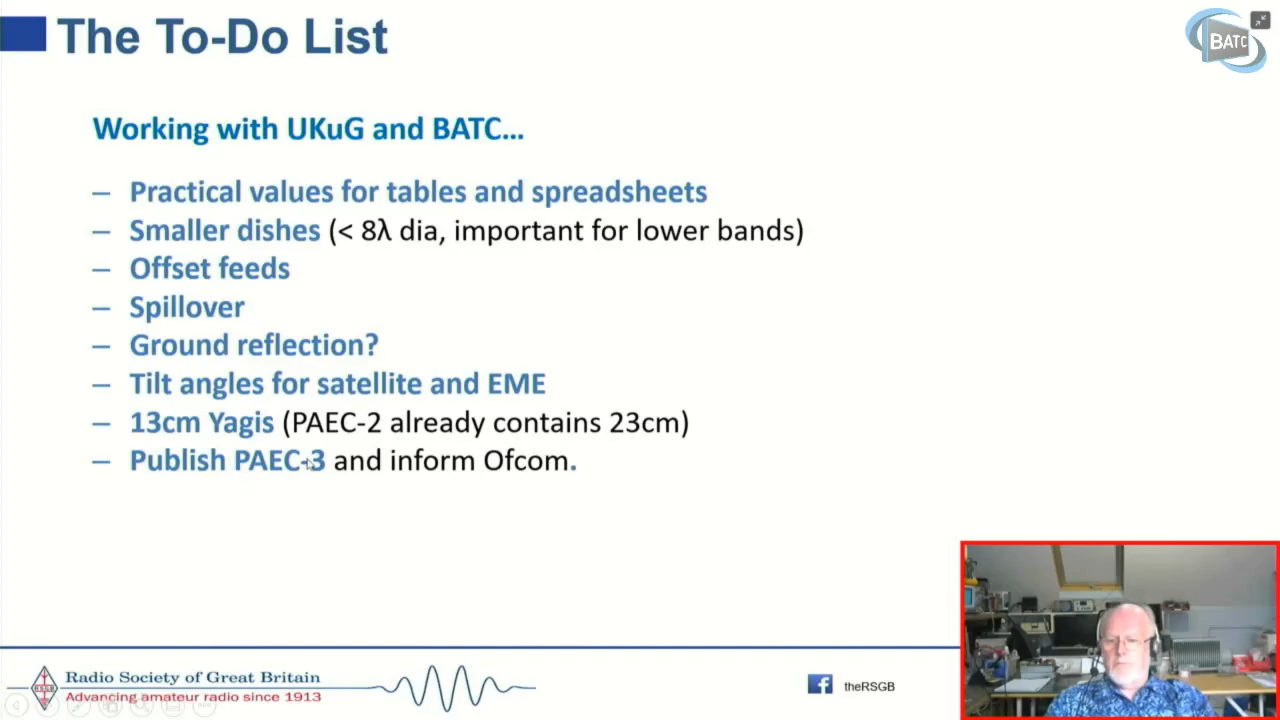 The To-Do List
BATC
Working with UKuG and BATC...
– Practical values for tables and spreadsheets
– Smaller dishes (< 8λ dia, important for lower bands)
– Offset feeds
– Spillover
– Ground reflection?
– Tilt angles for satellite and EME
– 13cm Yagis (PAEC-2 already contains 23cm)
– Publish PAEC-3 and inform Ofcom.
RSGB
Radio Society of Great Britain
Advancing amateur radio since 1913
theRSGB